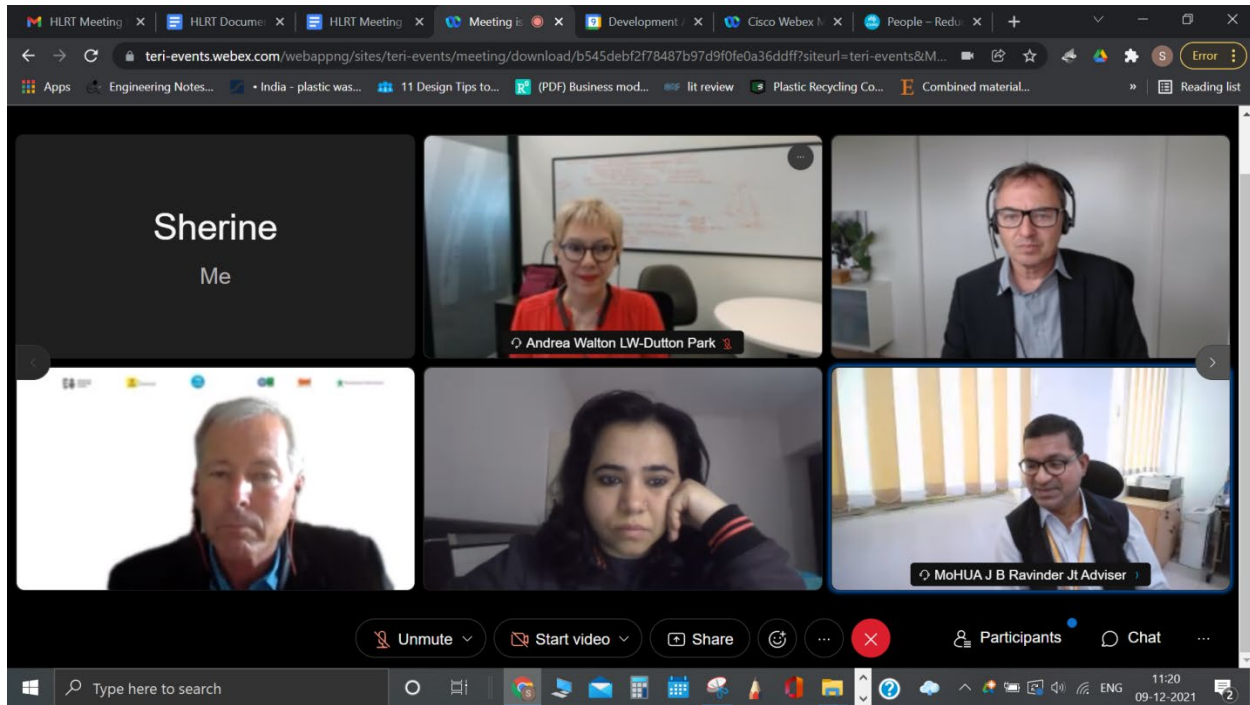 HLRT Meeting
HLRT Documen
HLRT Meeting
Meeting is
Development
Cisco Webex M
People – Redu
teri-events.webex.com/webappng/sites/teri-events/meeting/download/b545debf2f78487b97d9f0fe0a36ddff?siteurl=teri-events&M...
S
Error
Apps
Engineering Notes...
• India - plastic was...
11 Design Tips to...
(PDF) Business mod...
lit review
Plastic Recycling Co...
Combined material...
»
Reading list
Sherine
Me
Andrea Walton LW-Dutton Park
MoHUA J B Ravinder Jt Adviser
Unmute
Start video
Share
Participants
Chat
Type here to search
ENG
11:20
09-12-2021
2